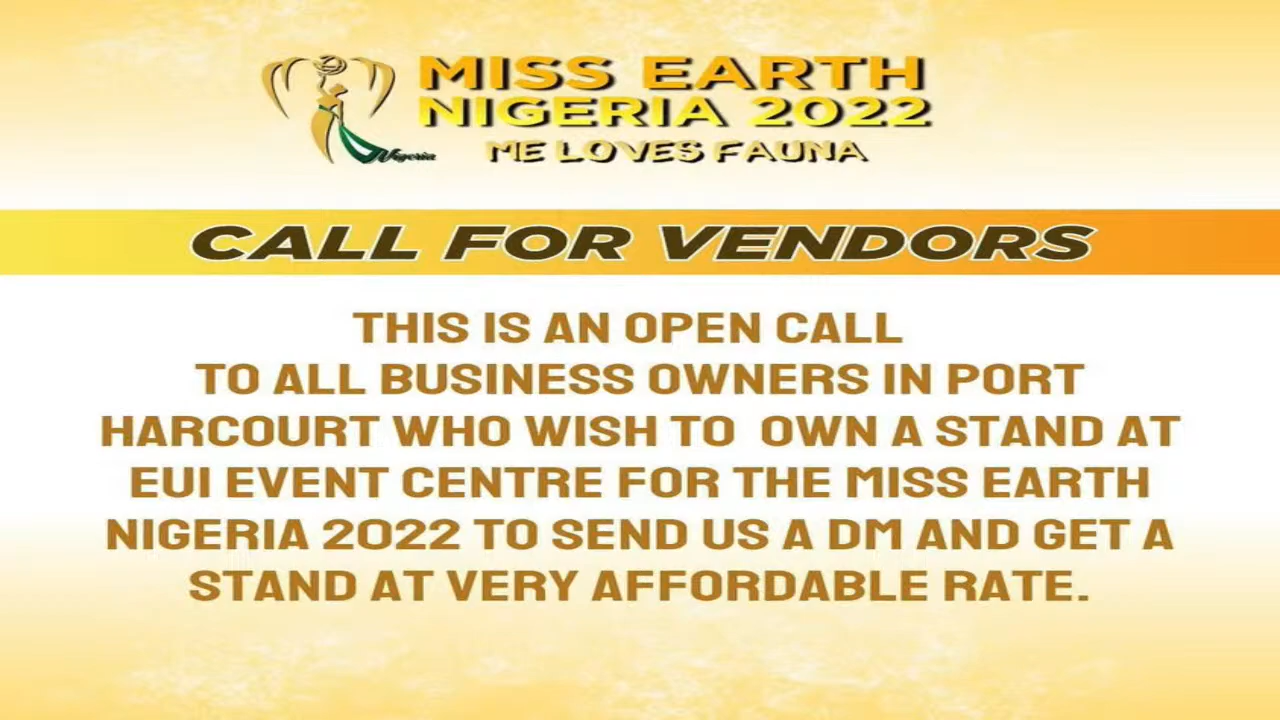 MISS EARTH
NIGERIA 2022
Nigeria
ME LOVES FAUNA
CALL FOR VENDORS
THIS IS AN OPEN CALL
TO ALL BUSINESS OWNERS IN PORT
HARCOURT WHO WISH TO OWN A STAND AT
EUI EVENT CENTRE FOR THE MISS EARTH
NIGERIA 2022 TO SEND US A DM AND GET A
STAND AT VERY AFFORDABLE RATE.